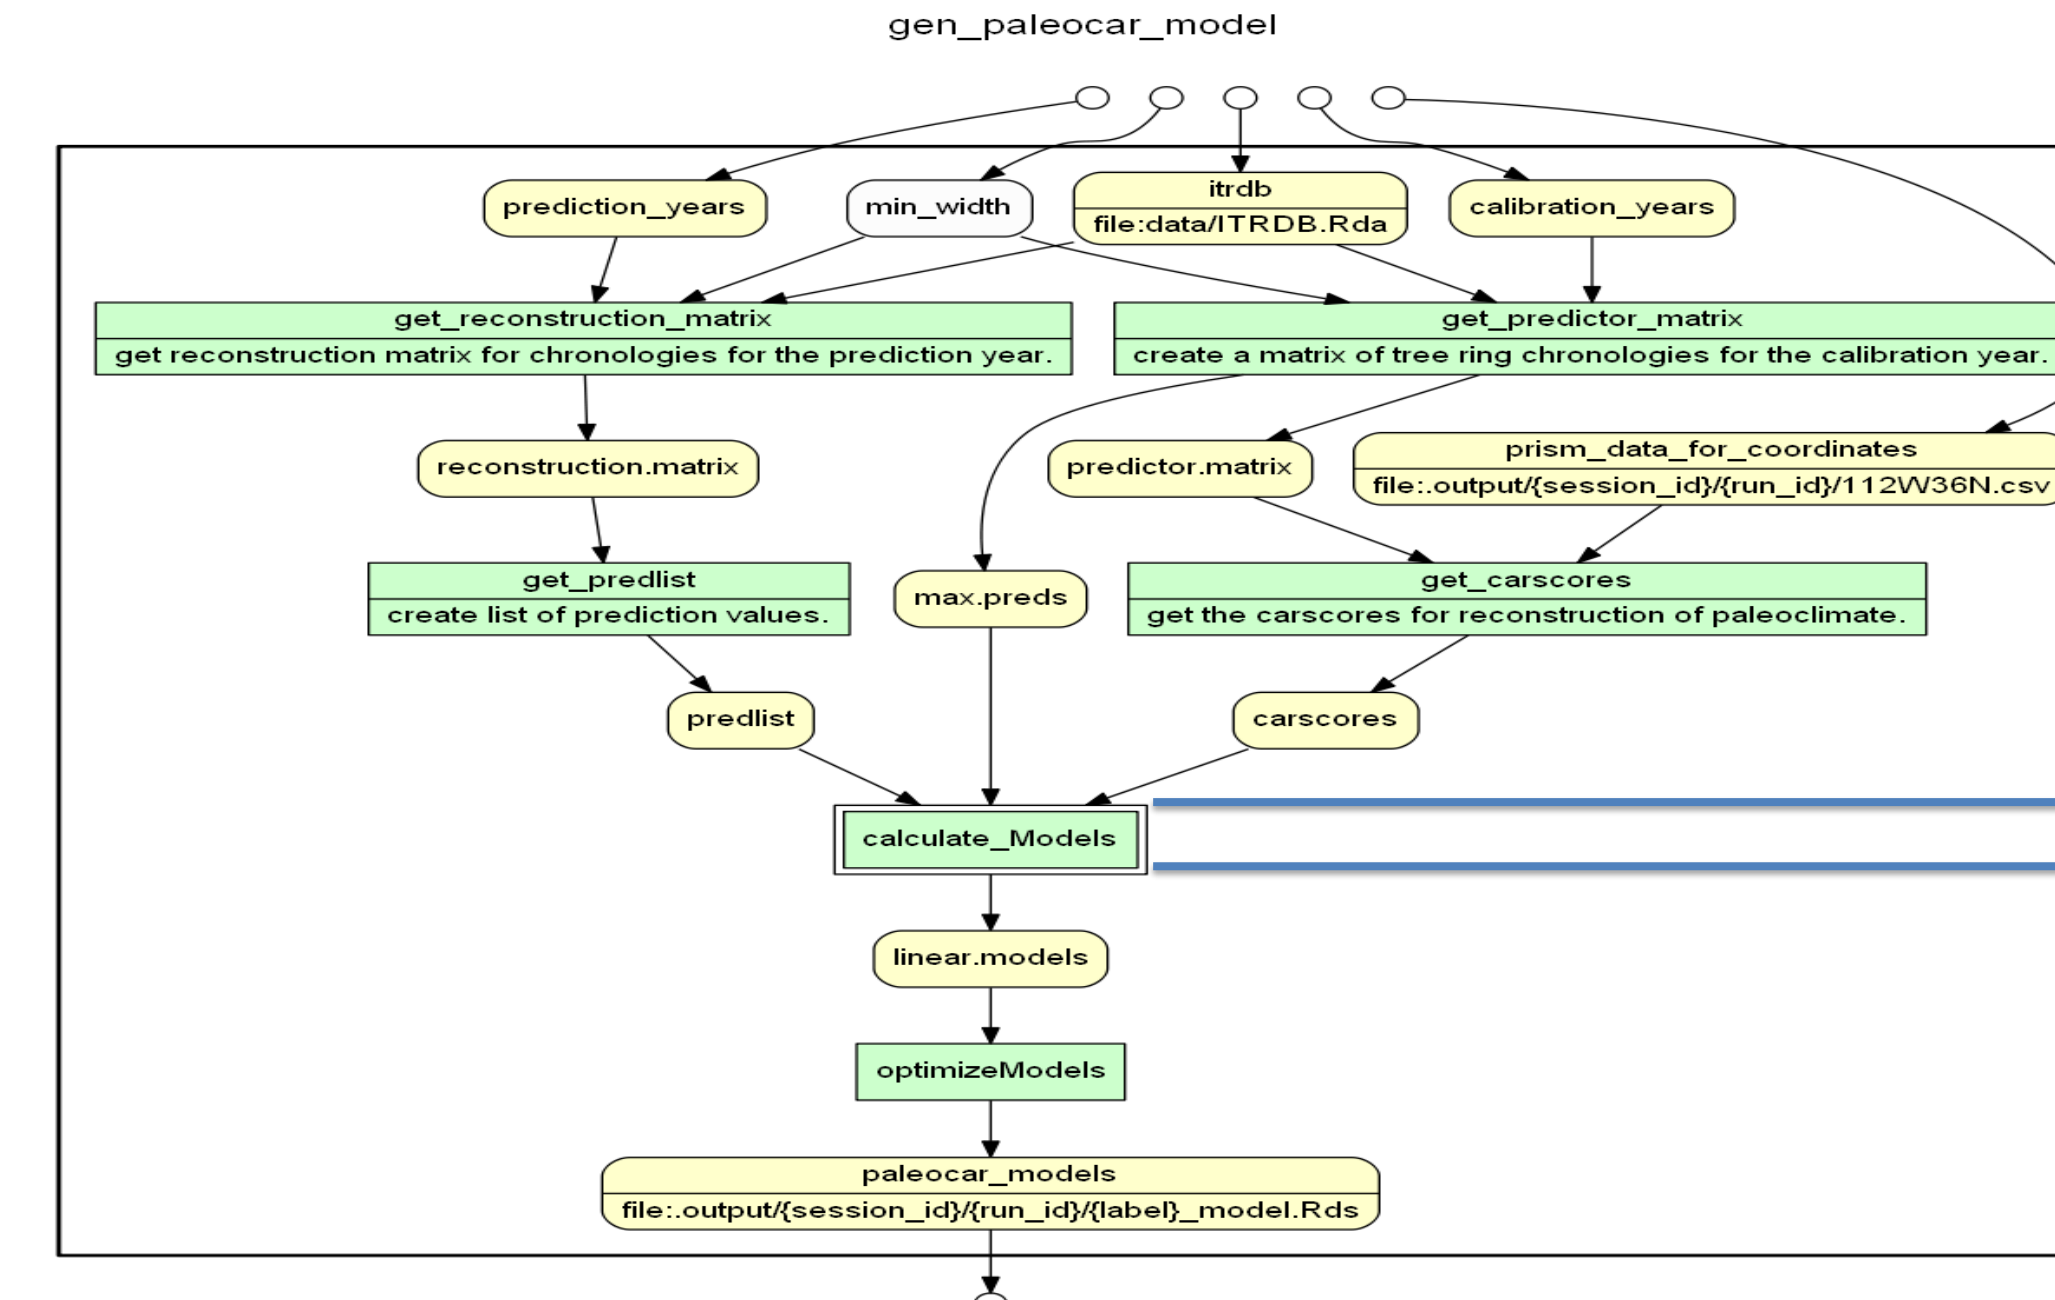 gen_paleocar_model
prediction_years
min_width
itrdb
file:data/ITRDB.Rda
calibration_years
get_reconstruction_matrix
get reconstruction matrix for chronologies for the prediction year.
get_predictor_matrix
create a matrix of tree ring chronologies for the calibration year.
reconstruction.matrix
predictor.matrix
prism_data_for_coordinates
file:.output/{session_id}/{run_id}/112W36N.csv
get_predlist
create list of prediction values.
max.preds
get_carscores
get the carscores for reconstruction of paleoclimate.
predlist
carscores
calculate_Models
linear.models
optimizeModels
paleocar_models
file:.output/{session_id}/{run_id}/{label}_model.Rds